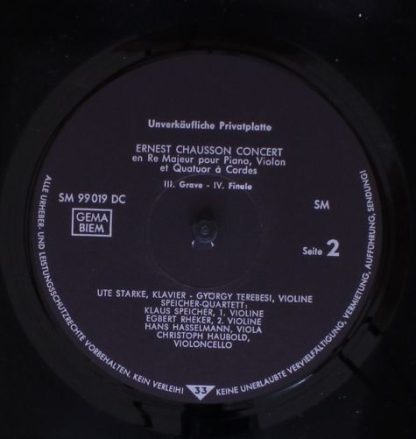 Unverkäufliche Privatplatte
ERNEST CHAUSSON CONCERT
en Re Majeur pour Piano, Violon
et Quatuor à Cordes
III. Grave - IV. Finale
SM 99019 DC
SM
GEMA
BIEM
Seite 2
UTE STARKE, KLAVIER - GYÖRGY TEREBESI, VIOLINE
SPEICHER-QUARTETT:
KLAUS SPEICHER, 1. VIOLINE
EGBERT RHEKER, 2. VIOLINE
HANS HASSELMANN, VIOLA
CHRISTOPH HAUBOLD,
VIOLONCELLO
ALLE URHEBER- UND LEISTUNGSSCHUTZRECHTE VORBEHALTEN. KEIN VERLEIH! 33 KEINE UNERLAUBTE VERVIELFÄLTIGUNG, VERMIETUNG, AUFFÜHRUNG, SENDUNG!